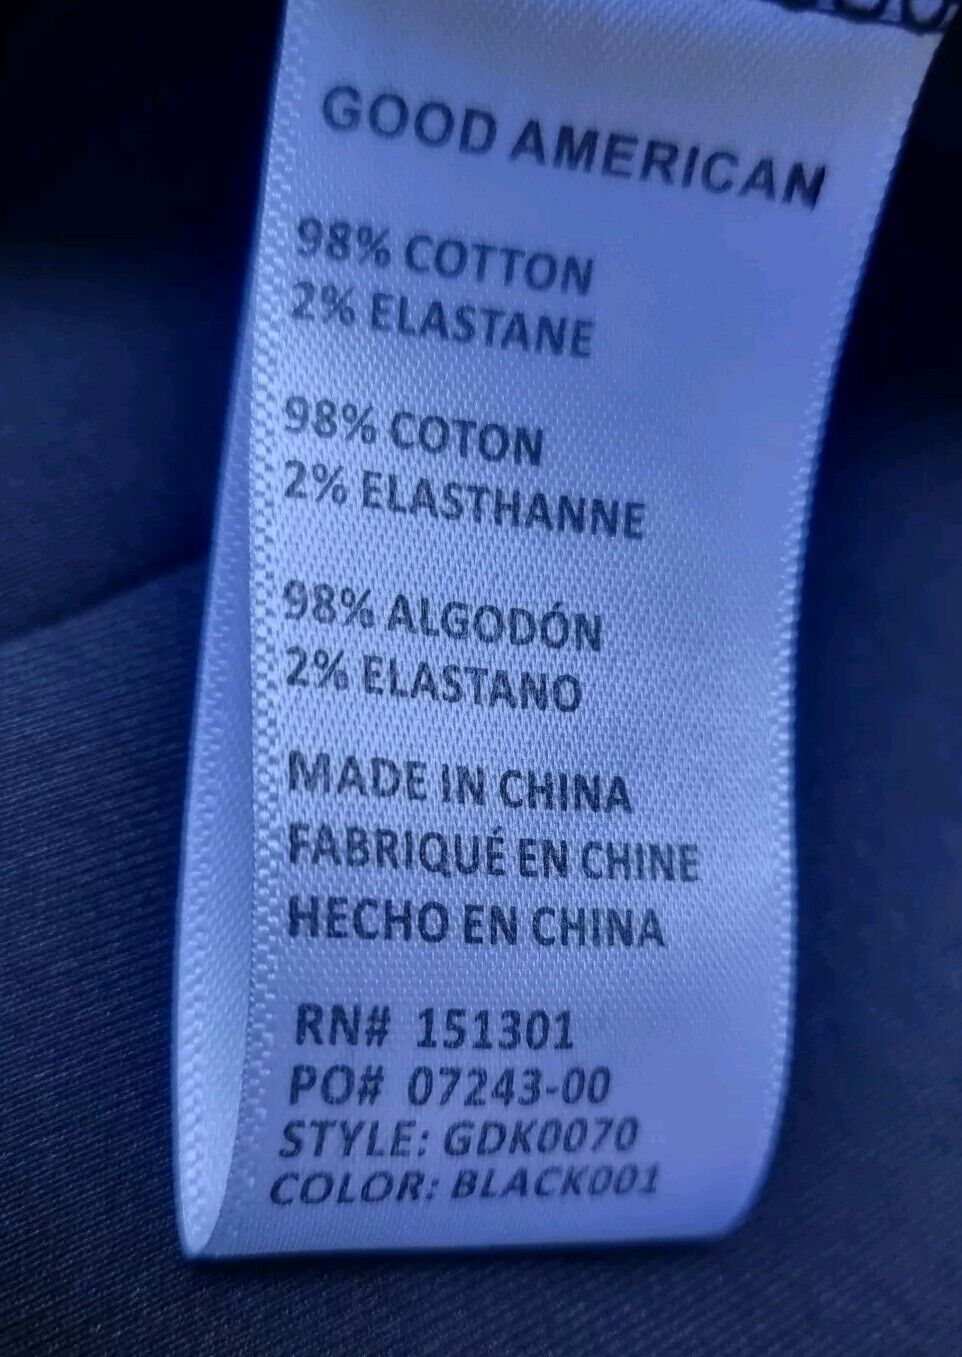 GOOD AMERICAN
98% COTTON
2% ELASTANE
98% COTON
2% ELASTHANNE
98% ALGODÓN
2% ELASTANO
MADE IN CHINA
FABRIQUÉ EN CHINE
HECHO EN CHINA
RN# 151301
PO# 07243-00
STYLE: GDK0070
COLOR: BLACK001